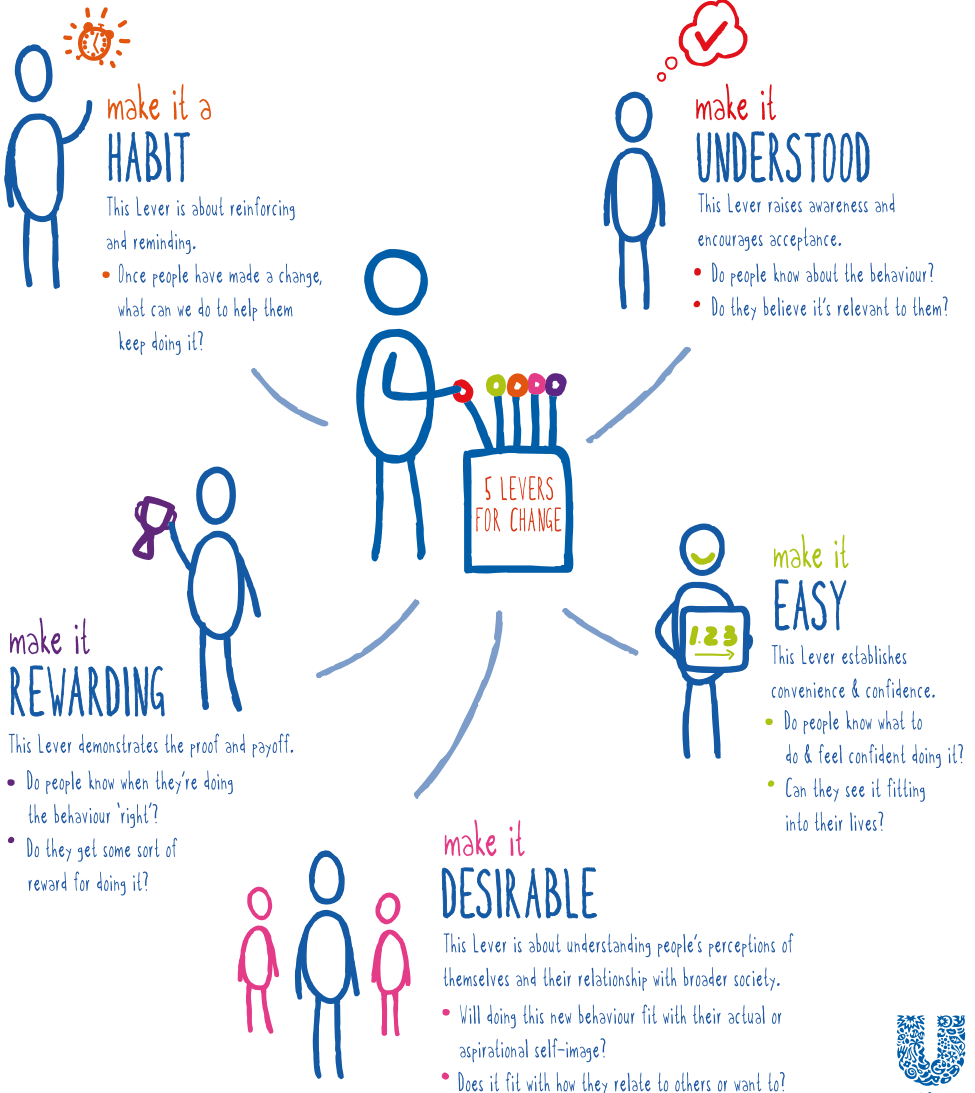 make it a
HABIT
This Lever is about reinforcing
and reminding.
• Once people have made a change,
what can we do to help them
keep doing it?
make it
UNDERSTOOD
This Lever raises awareness and
encourages acceptance.
• Do people know about the behaviour?
• Do they believe it's relevant to them?
5 LEVERS
FOR CHANGE
make it
EASY
This Lever establishes
convenience & confidence.
• Do people know what to
do & feel confident doing it?
• Can they see it fitting
into their lives?
1.2 3
make it
REWARDING
This Lever demonstrates the proof and payoff.
• Do people know when they're doing
the behaviour 'right'?
• Do they get some sort of
reward for doing it?
make it
DESIRABLE
This Lever is about understanding people's perceptions of
themselves and their relationship with broader society.
• Will doing this new behaviour fit with their actual or
aspirational self-image?
• Does it fit with how they relate to others or want to?